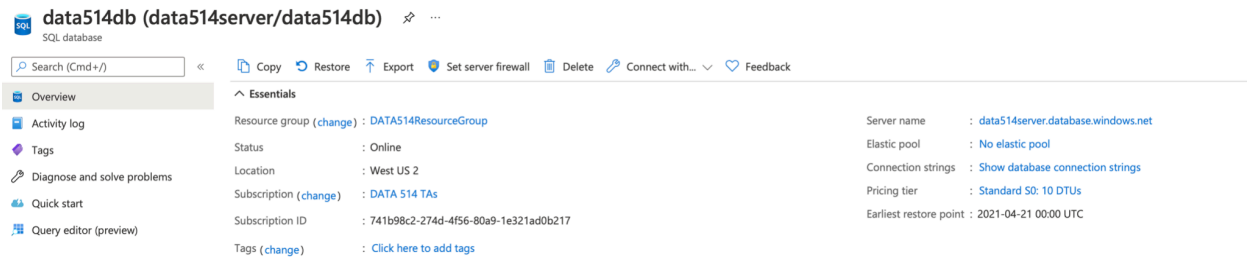 data514db (data514server/data514db)
SQL database
Search (Cmd+/)
Copy Restore Export Set server firewall Delete Connect with... Feedback
Overview
Activity log
Tags
Diagnose and solve problems
Quick start
Query editor (preview)
Essentials
Resource group (change) : DATA514ResourceGroup
Status : Online
Location : West US 2
Subscription (change) : DATA 514 TAs
Subscription ID : 741b98c2-274d-4f56-80a9-1e321ad0b217
Tags (change) : Click here to add tags
Server name : data514server.database.windows.net
Elastic pool : No elastic pool
Connection strings : Show database connection strings
Pricing tier : Standard S0: 10 DTUs
Earliest restore point : 2021-04-21 00:00 UTC